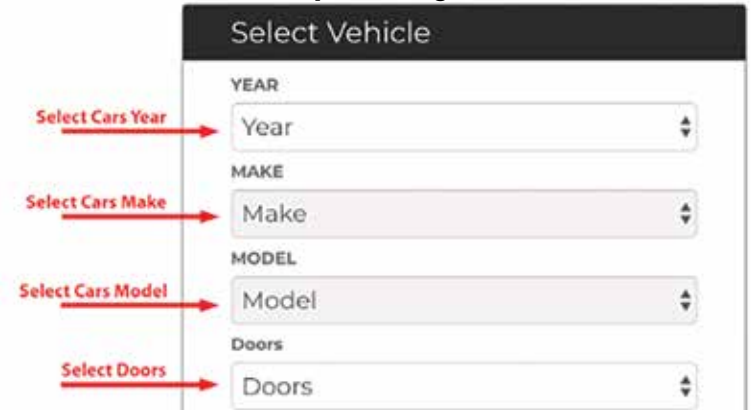 Select Vehicle
YEAR
Select Cars Year
Year
MAKE
Select Cars Make
Make
MODEL
Select Cars Model
Model
Doors
Select Doors
Doors